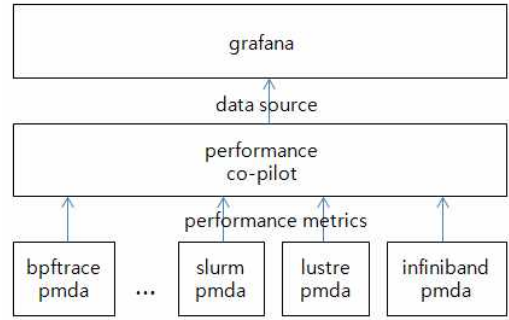 grafana
data source
performance
co-pilot
performance metrics
bpftrace
pmda
...
slurm
pmda
lustre
pmda
infiniband
pmda